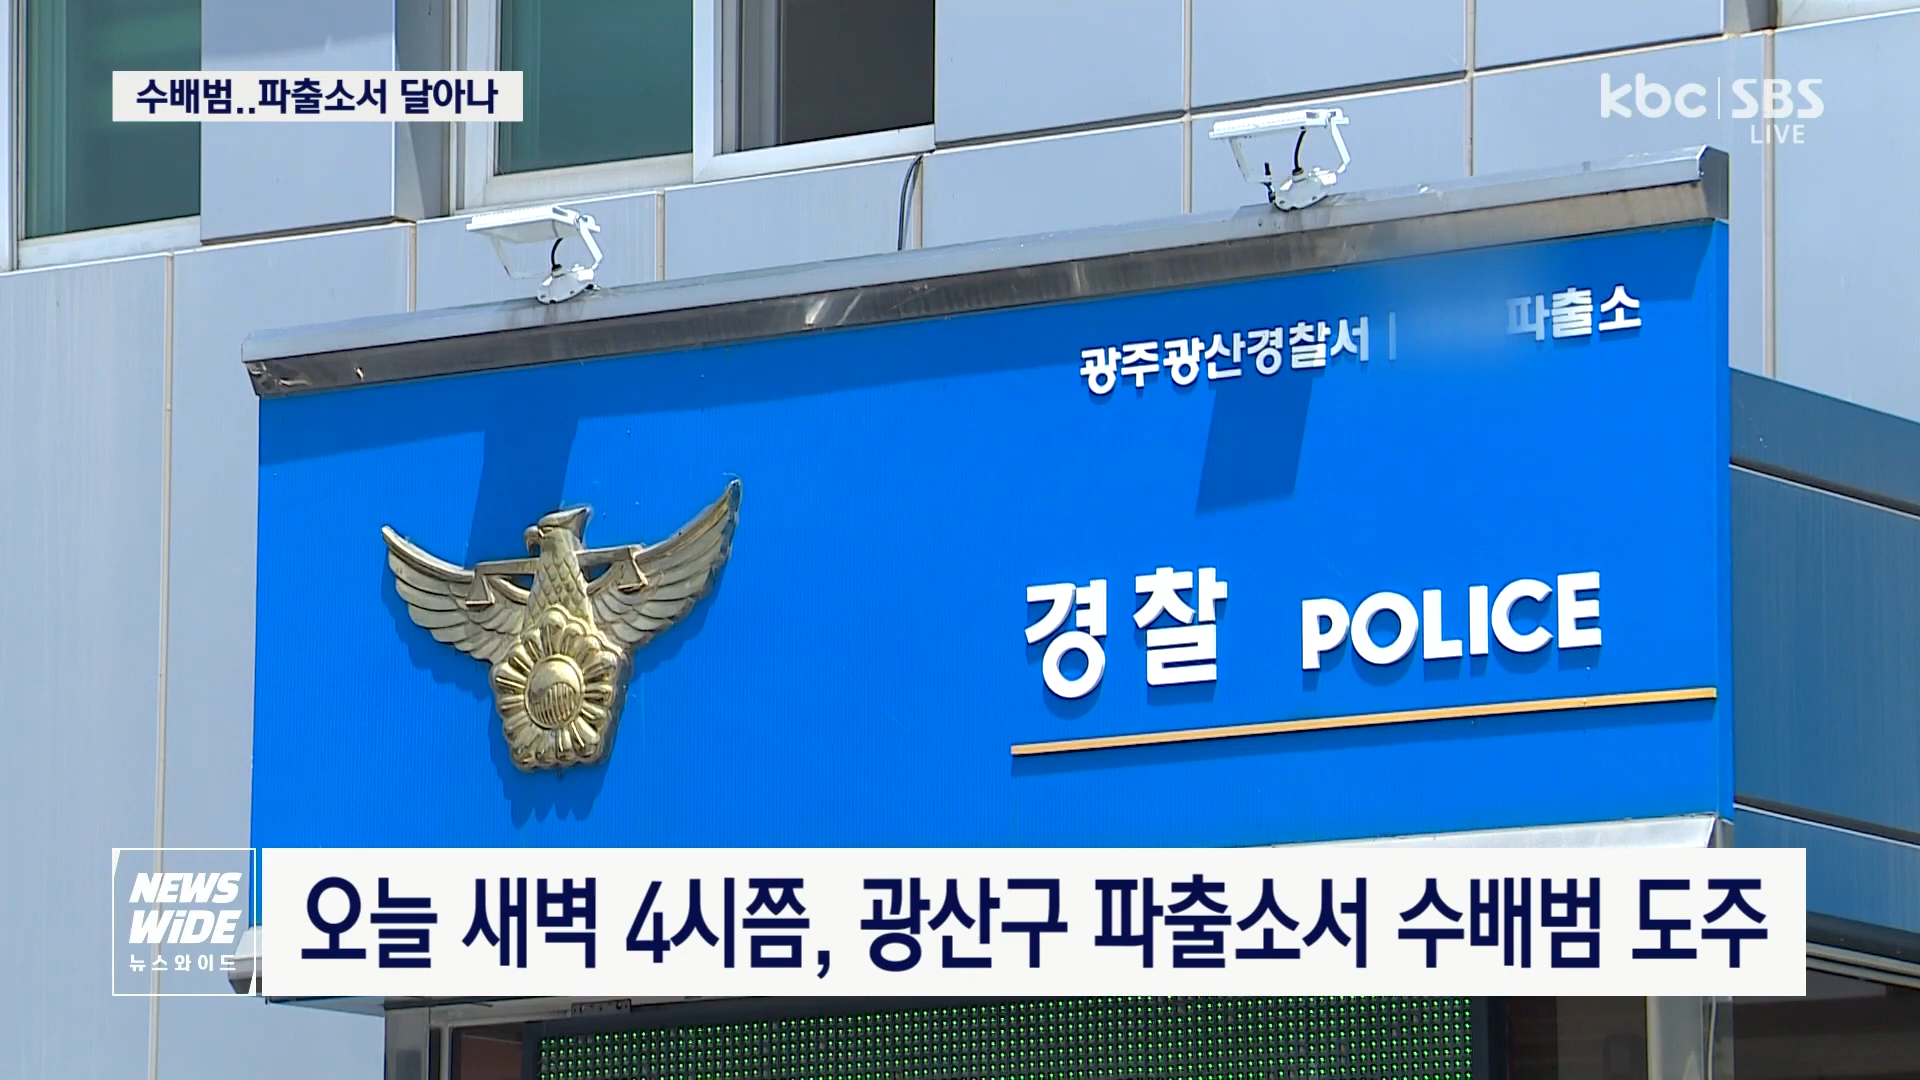 수배범..파출소서 달아나
kbc SBS
LIVE
광주광산경찰서 | 파출소
경찰 POLICE
NEWS
WiDE
뉴스와이드
오늘 새벽 4시쯤, 광산구 파출소서 수배범 도주